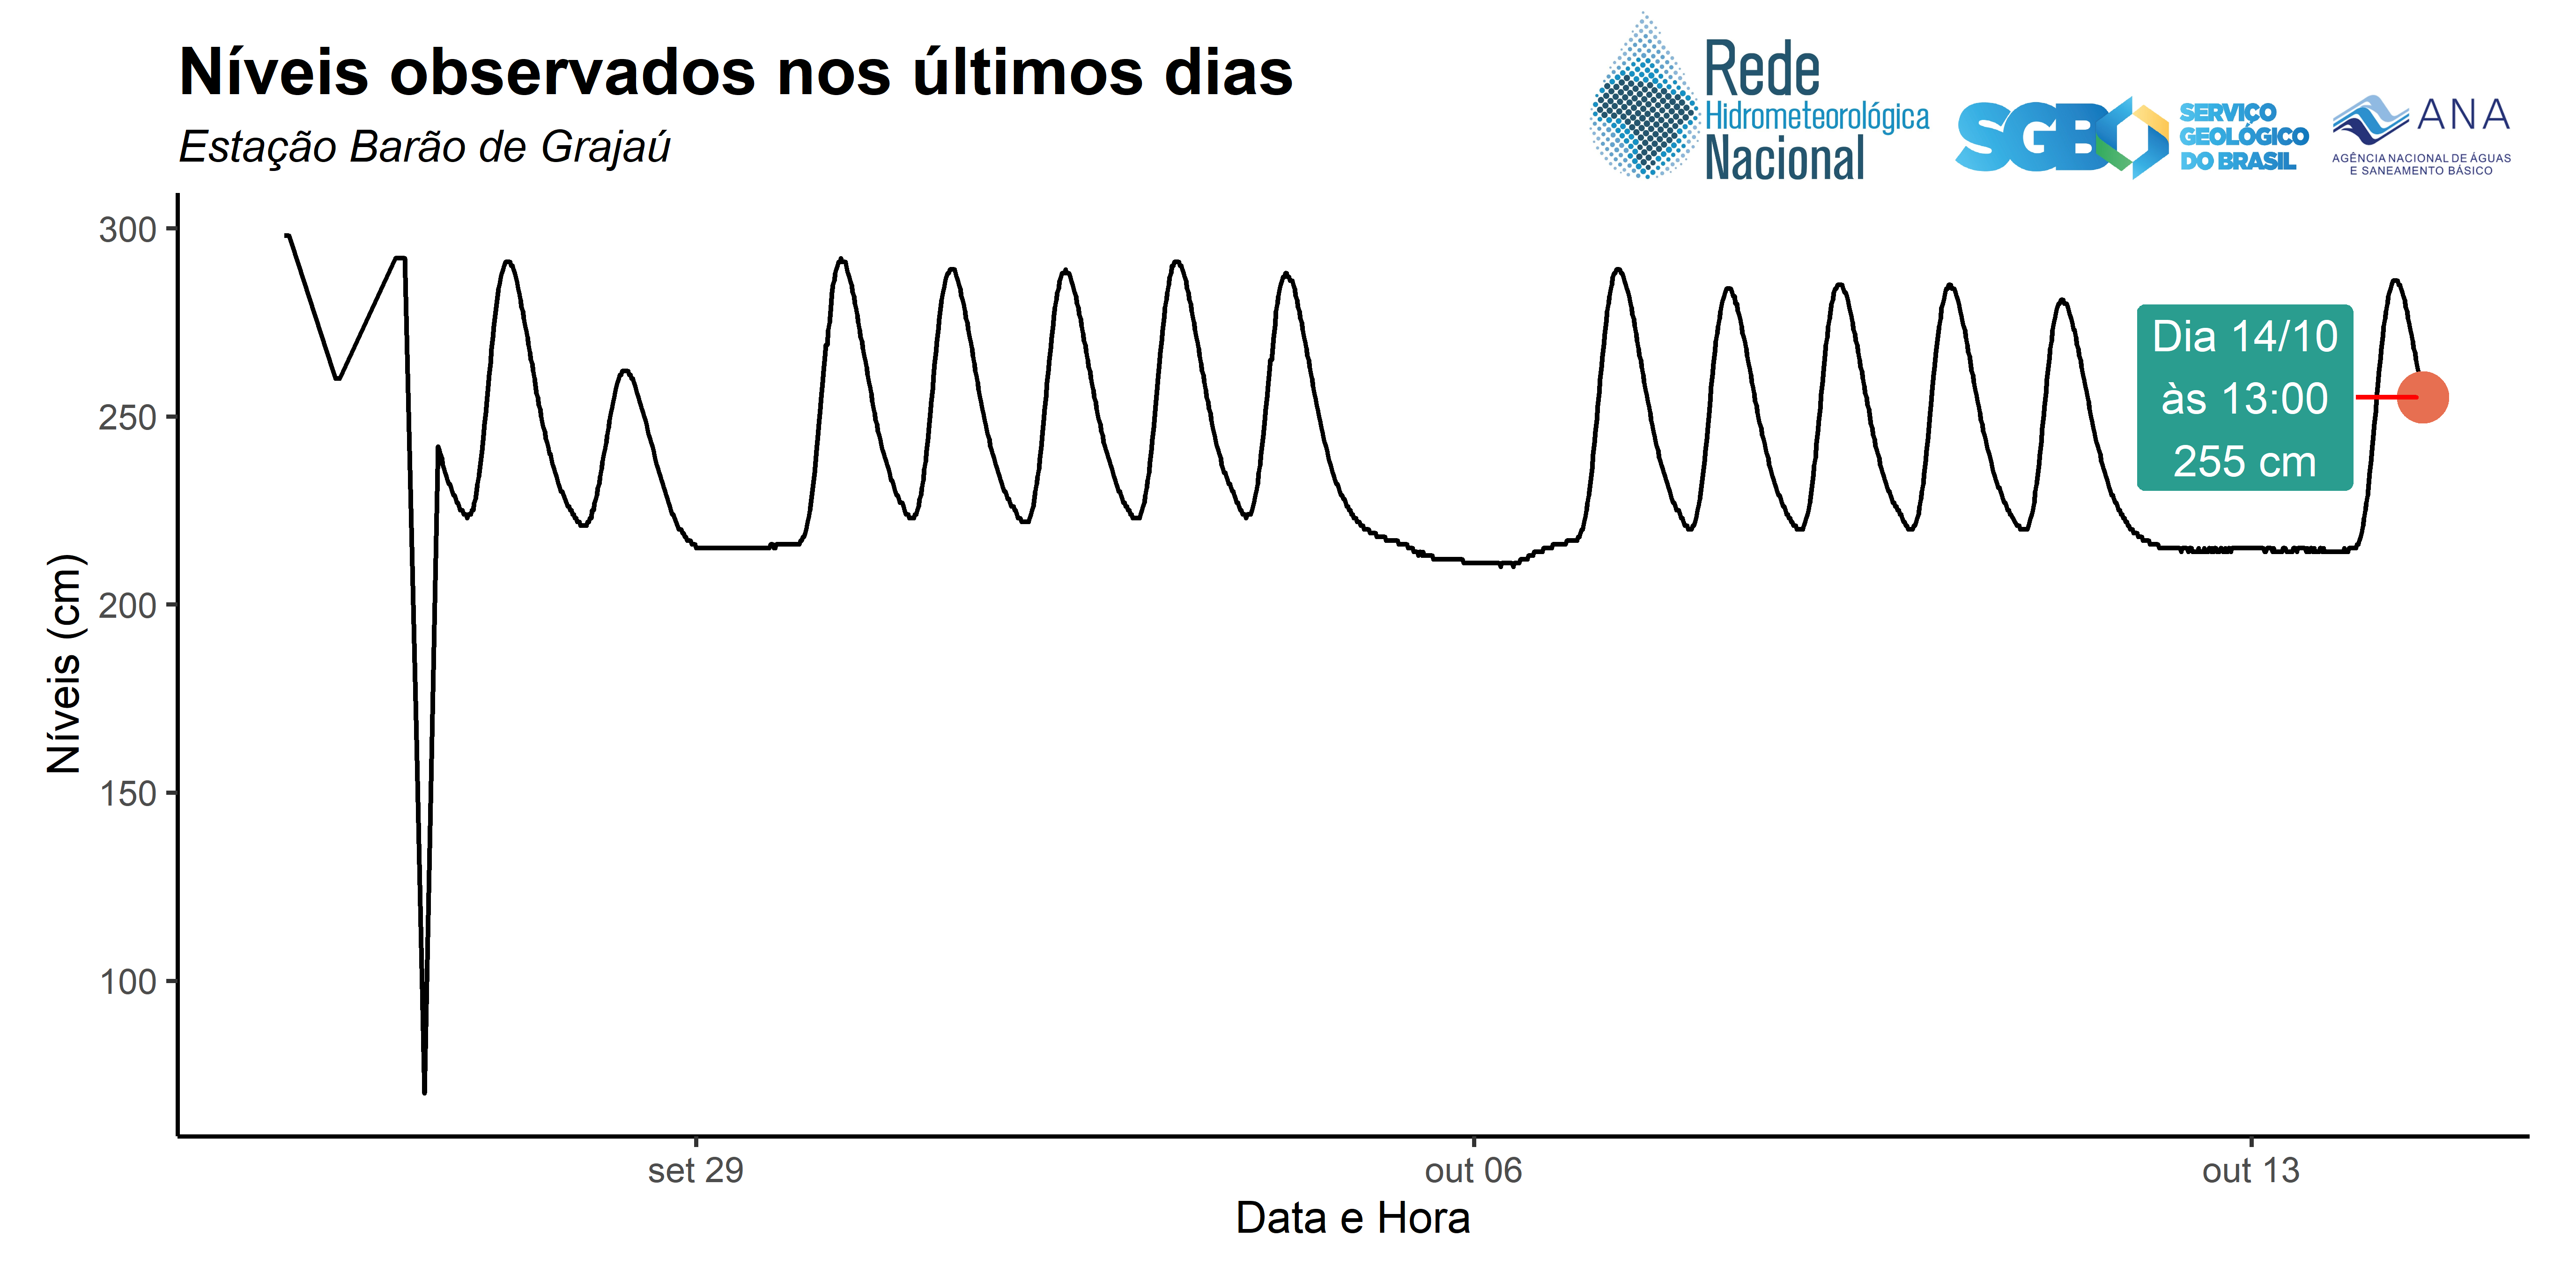 Níveis observados nos últimos dias
Estação Barão de Grajaú
Rede
Hidrometeorológica
Nacional
SGB
SERVIÇO
GEOLÓGICO
DO BRASIL
ANA
AGÊNCIA NACIONAL DE ÁGUAS
E SANEAMENTO BÁSICO
Níveis (cm)
300
250
200
150
100
Dia 14/10
às 13:00
255 cm
set 29
out 06
out 13
Data e Hora